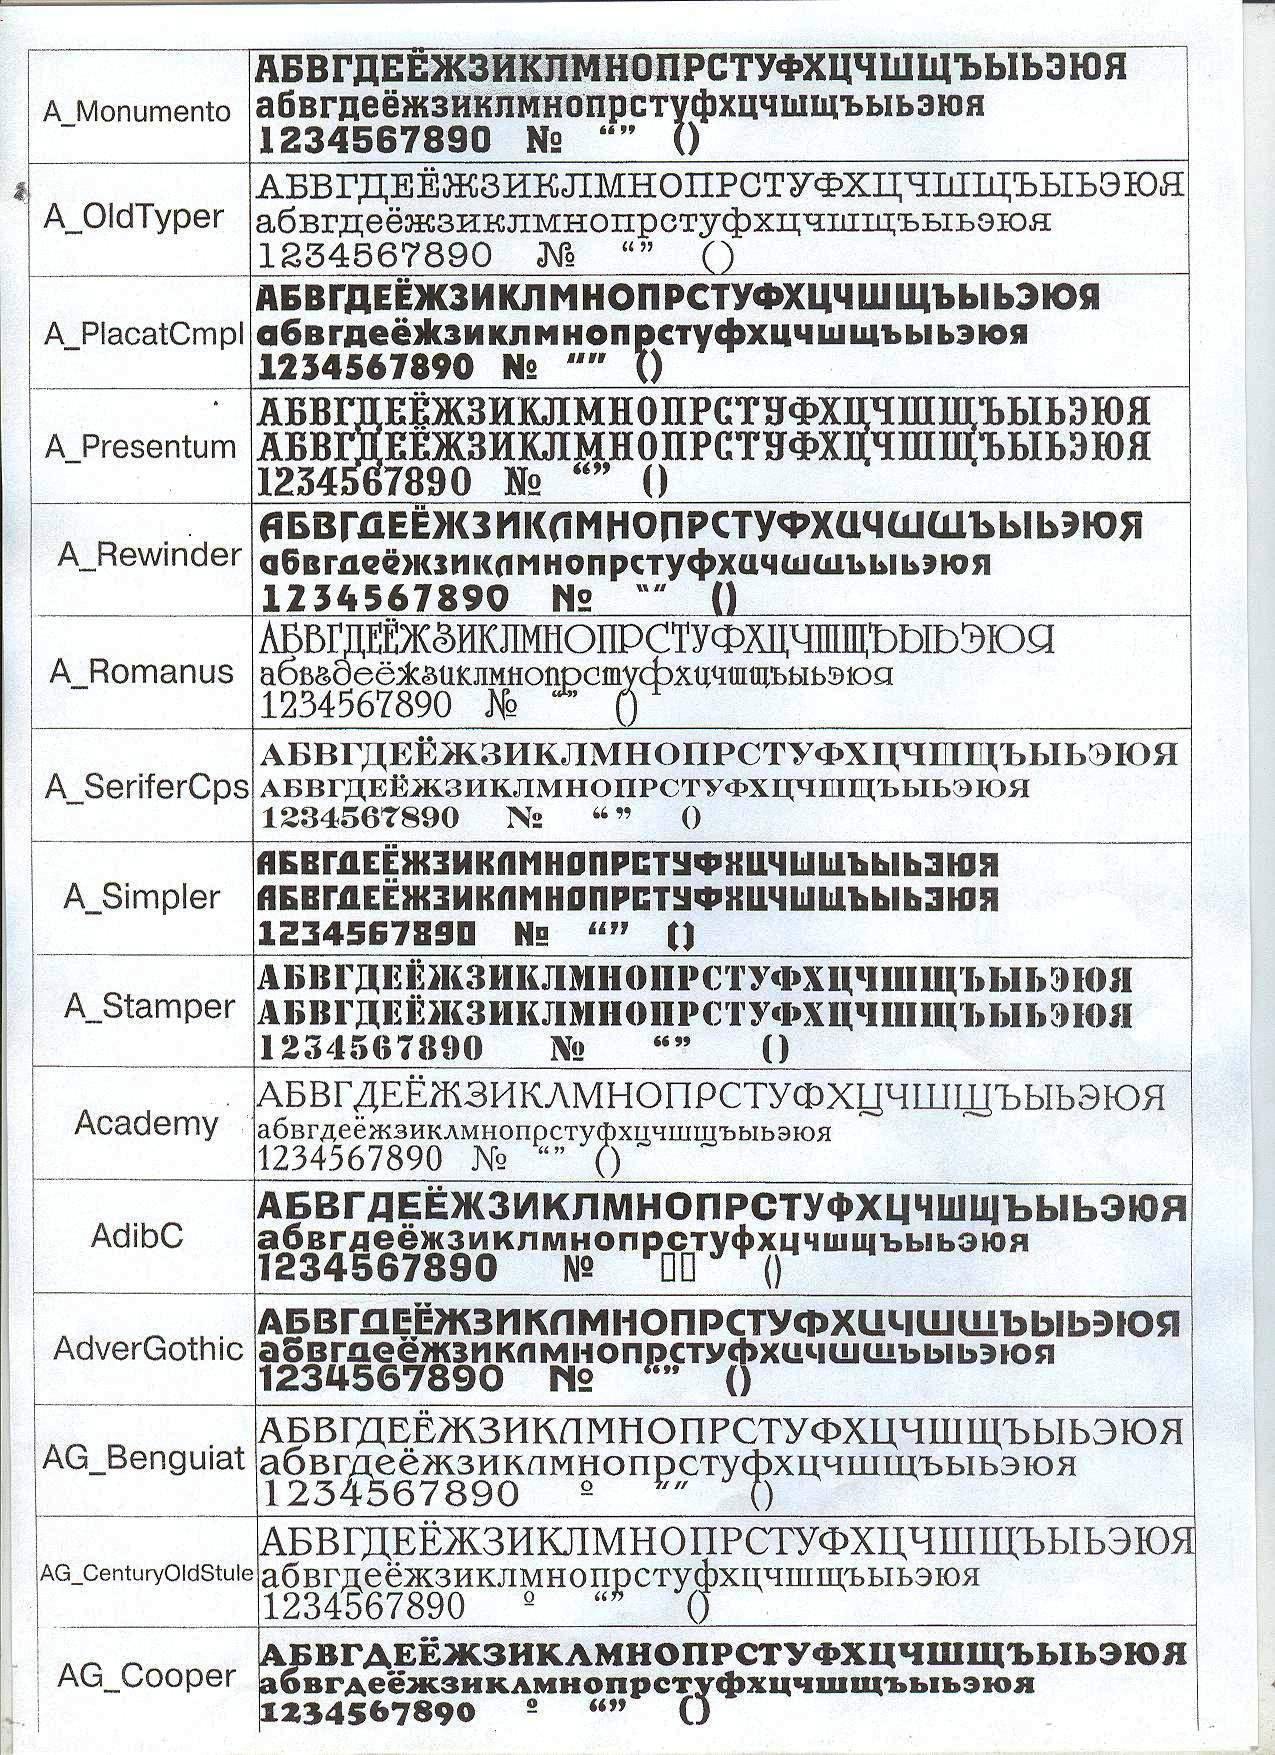 A_Monumento
АБВГДЕЁЖЗИКЛМНОПРСТУФХЦЧШЩЪЫЬЭЮЯ
абвгдеёжзиклмнопрстуфхцчшщъыьэюя
1234567890 № “” ()
A_OldTyper
АБВГДЕЁЖЗИКЛМНОПРСТУФХЦЧШЩЪЫЬЭЮЯ
абвгдеёжзиклмнопрстуфхцчшщъыьэюя
1234567890 № “” ()
A_PlacatCmpl
АБВГДЕЁЖЗИКЛМНОПРСТУФХЦЧШЩЪЫЬЭЮЯ
абвгдеёжзиклмнопрстуфхцчшщъыьэюя
1234567890 № “” ()
A_Presentum
АБВГДЕЁЖЗИКЛМНОПРСТУФХЦЧШЩЪЫЬЭЮЯ
АБВГДЕЁЖЗИКЛМНОПРСТУФХЦЧШЩЪЫЬЭЮЯ
1234567890 № “” ()
A_Rewinder
АБВГДЕЁЖЗИКЛМНОПРСТУФХЦЧШЩЪЫЬЭЮЯ
абвгдеёжзиклмнопрстуфхцчшщъыьэюя
1234567890 № “” ()
A_Romanus
АБВГДЕЁЖЗИКЛМНОПРСТУФХЦЧШЩЪЫЬЭЮЯ
абвгдеёжзиклмнопрстуфхцчшщъыьэюя
1234567890 № “” ()
A_SeriferCps
АБВГДЕЁЖЗИКЛМНОПРСТУФХЦЧШЩЪЫЬЭЮЯ
АБВГДЕЁЖЗИКЛМНОПРСТУФХЦЧШЩЪЫЬЭЮЯ
1234567890 № “” ()
A_Simpler
АБВГДЕЁЖЗИКЛМНОПРСТУФХЦЧШЩЪЫЬЭЮЯ
АБВГДЕЁЖЗИКЛМНОПРСТУФХЦЧШЩЪЫЬЭЮЯ
1234567890 № “” ()
A_Stamper
АБВГДЕЁЖЗИКЛМНОПРСТУФХЦЧШЩЪЫЬЭЮЯ
АБВГДЕЁЖЗИКЛМНОПРСТУФХЦЧШЩЪЫЬЭЮЯ
1234567890 № “” ()
Academy
АБВГДЕЁЖЗИКЛМНОПРСТУФХЦЧШЩЪЫЬЭЮЯ
абвгдеёжзиклмнопрстуфхцчшщъыьэюя
1234567890 № “” ()
AdibC
АБВГДЕЁЖЗИКЛМНОПРСТУФХЦЧШЩЪЫЬЭЮЯ
абвгдеёжзиклмнопрстуфхцчшщъыьэюя
1234567890 № ▯▯ ()
AdverGothic
АБВГДЕЁЖЗИКЛМНОПРСТУФХЦЧШЩЪЫЬЭЮЯ
абвгдеёжзиклмнопрстуфхцчшщъыьэюя
1234567890 № “” ()
AG_Benguiat
АБВГДЕЁЖЗИКЛМНОПРСТУФХЦЧШЩЪЫЬЭЮЯ
абвгдеёжзиклмнопрстуфхцчшщъыьэюя
1234567890 º “” ()
AG_CenturyOldStule
АБВГДЕЁЖЗИКЛМНОПРСТУФХЦЧШЩЪЫЬЭЮЯ
абвгдеёжзиклмнопрстуфхцчшщъыьэюя
1234567890 º “” ()
AG_Cooper
АБВГДЕЁЖЗИКЛМНОПРСТУФХЦЧШЩЪЫЬЭЮЯ
абвгдеёжзиклмнопрстуфхцчшщъыьэюя
1234567890 º “” ()